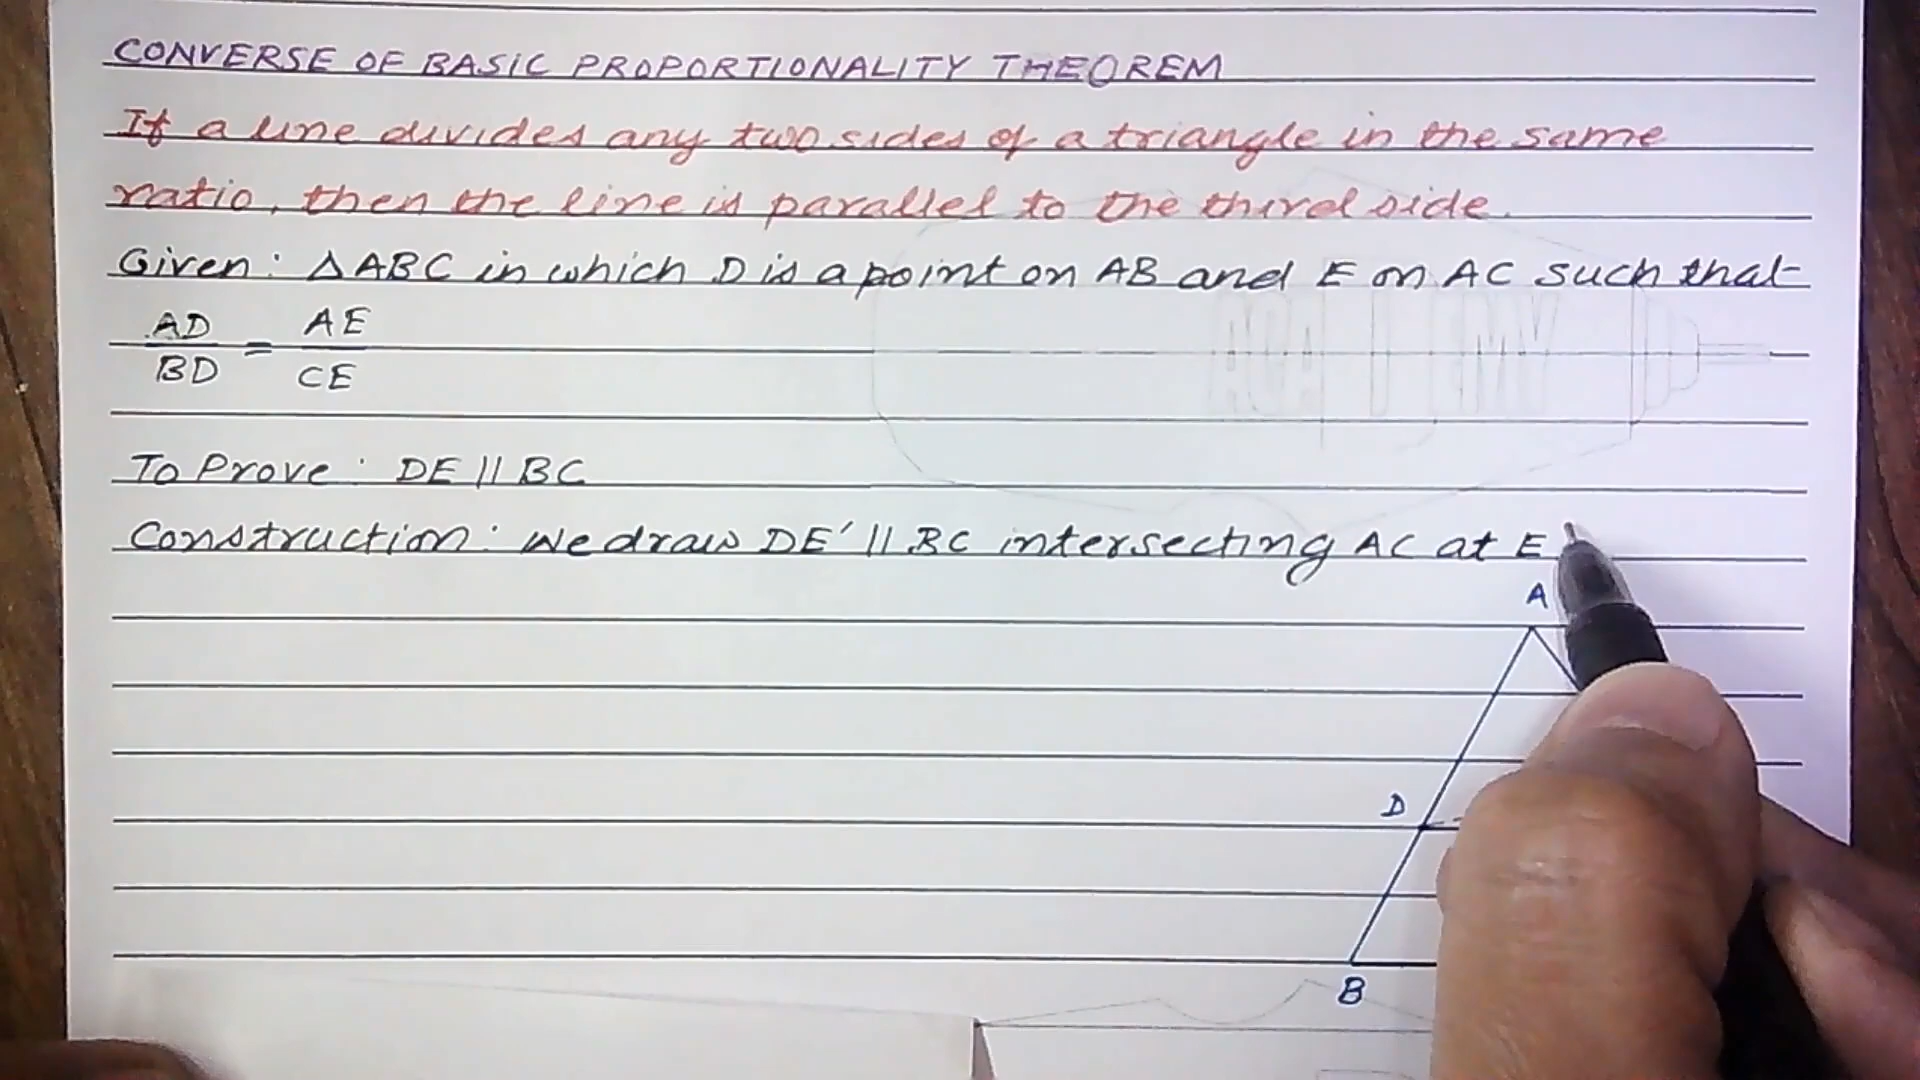 CONVERSE OF BASIC PROPORTIONALITY THEOREM
If a line divides any two sides of a triangle in the same
ratio, then the line is parallel to the third side.
Given: △ABC in which D is a point on AB and E on AC such that
AD/BD = AE/CE
To Prove: DE || BC
Construction: We draw DE′ || BC intersecting AC at E
A
D
B
ACADEMY